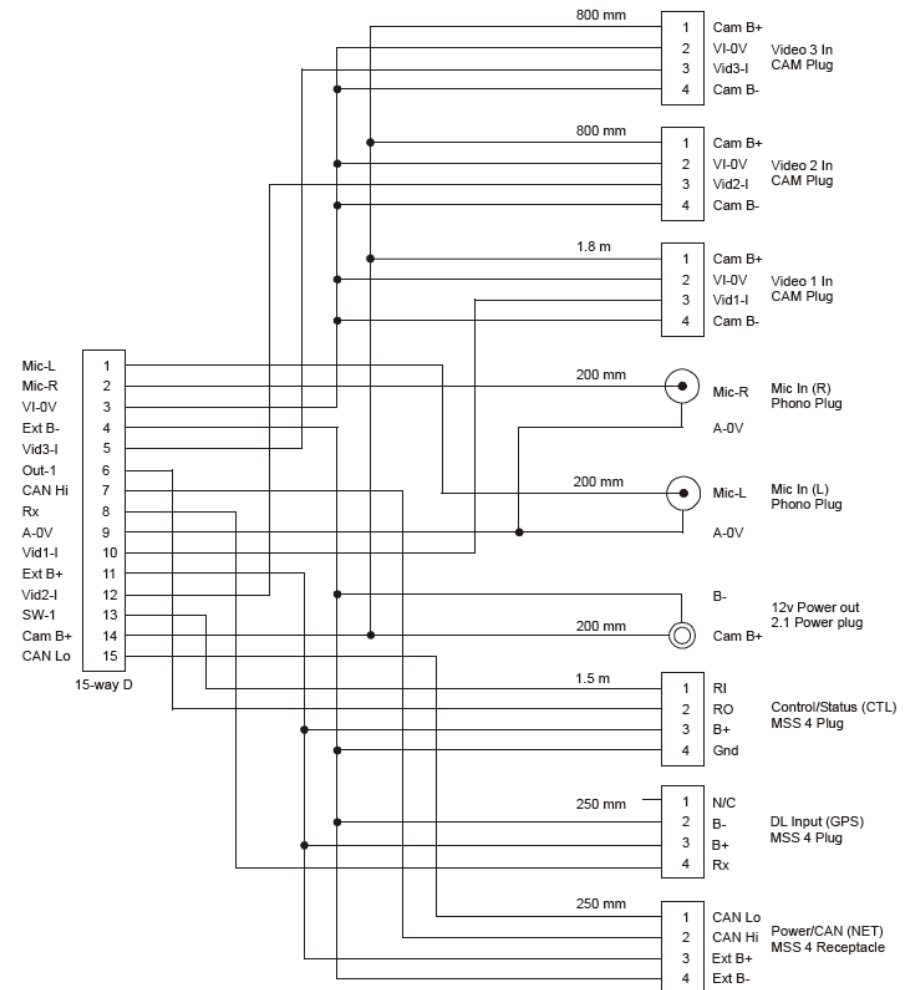 800 mm
1 Cam B+
2 VI-0V
3 Vid3-I
4 Cam B-
Video 3 In
CAM Plug
800 mm
1 Cam B+
2 VI-0V
3 Vid2-I
4 Cam B-
Video 2 In
CAM Plug
1.8 m
1 Cam B+
2 VI-0V
3 Vid1-I
4 Cam B-
Video 1 In
CAM Plug
Mic-L 1
Mic-R 2
VI-0V 3
Ext B- 4
Vid3-I 5
Out-1 6
CAN Hi 7
Rx 8
A-0V 9
Vid1-I 10
Ext B+ 11
Vid2-I 12
SW-1 13
Cam B+ 14
CAN Lo 15
15-way D
200 mm
Mic-R
A-0V
Mic In (R)
Phono Plug
200 mm
Mic-L
A-0V
Mic In (L)
Phono Plug
200 mm
B-
Cam B+
12v Power out
2.1 Power plug
1.5 m
1 RI
2 RO
3 B+
4 Gnd
Control/Status (CTL)
MSS 4 Plug
250 mm
1 N/C
2 B-
3 B+
4 Rx
DL Input (GPS)
MSS 4 Plug
250 mm
1 CAN Lo
2 CAN Hi
3 Ext B+
4 Ext B-
Power/CAN (NET)
MSS 4 Receptacle